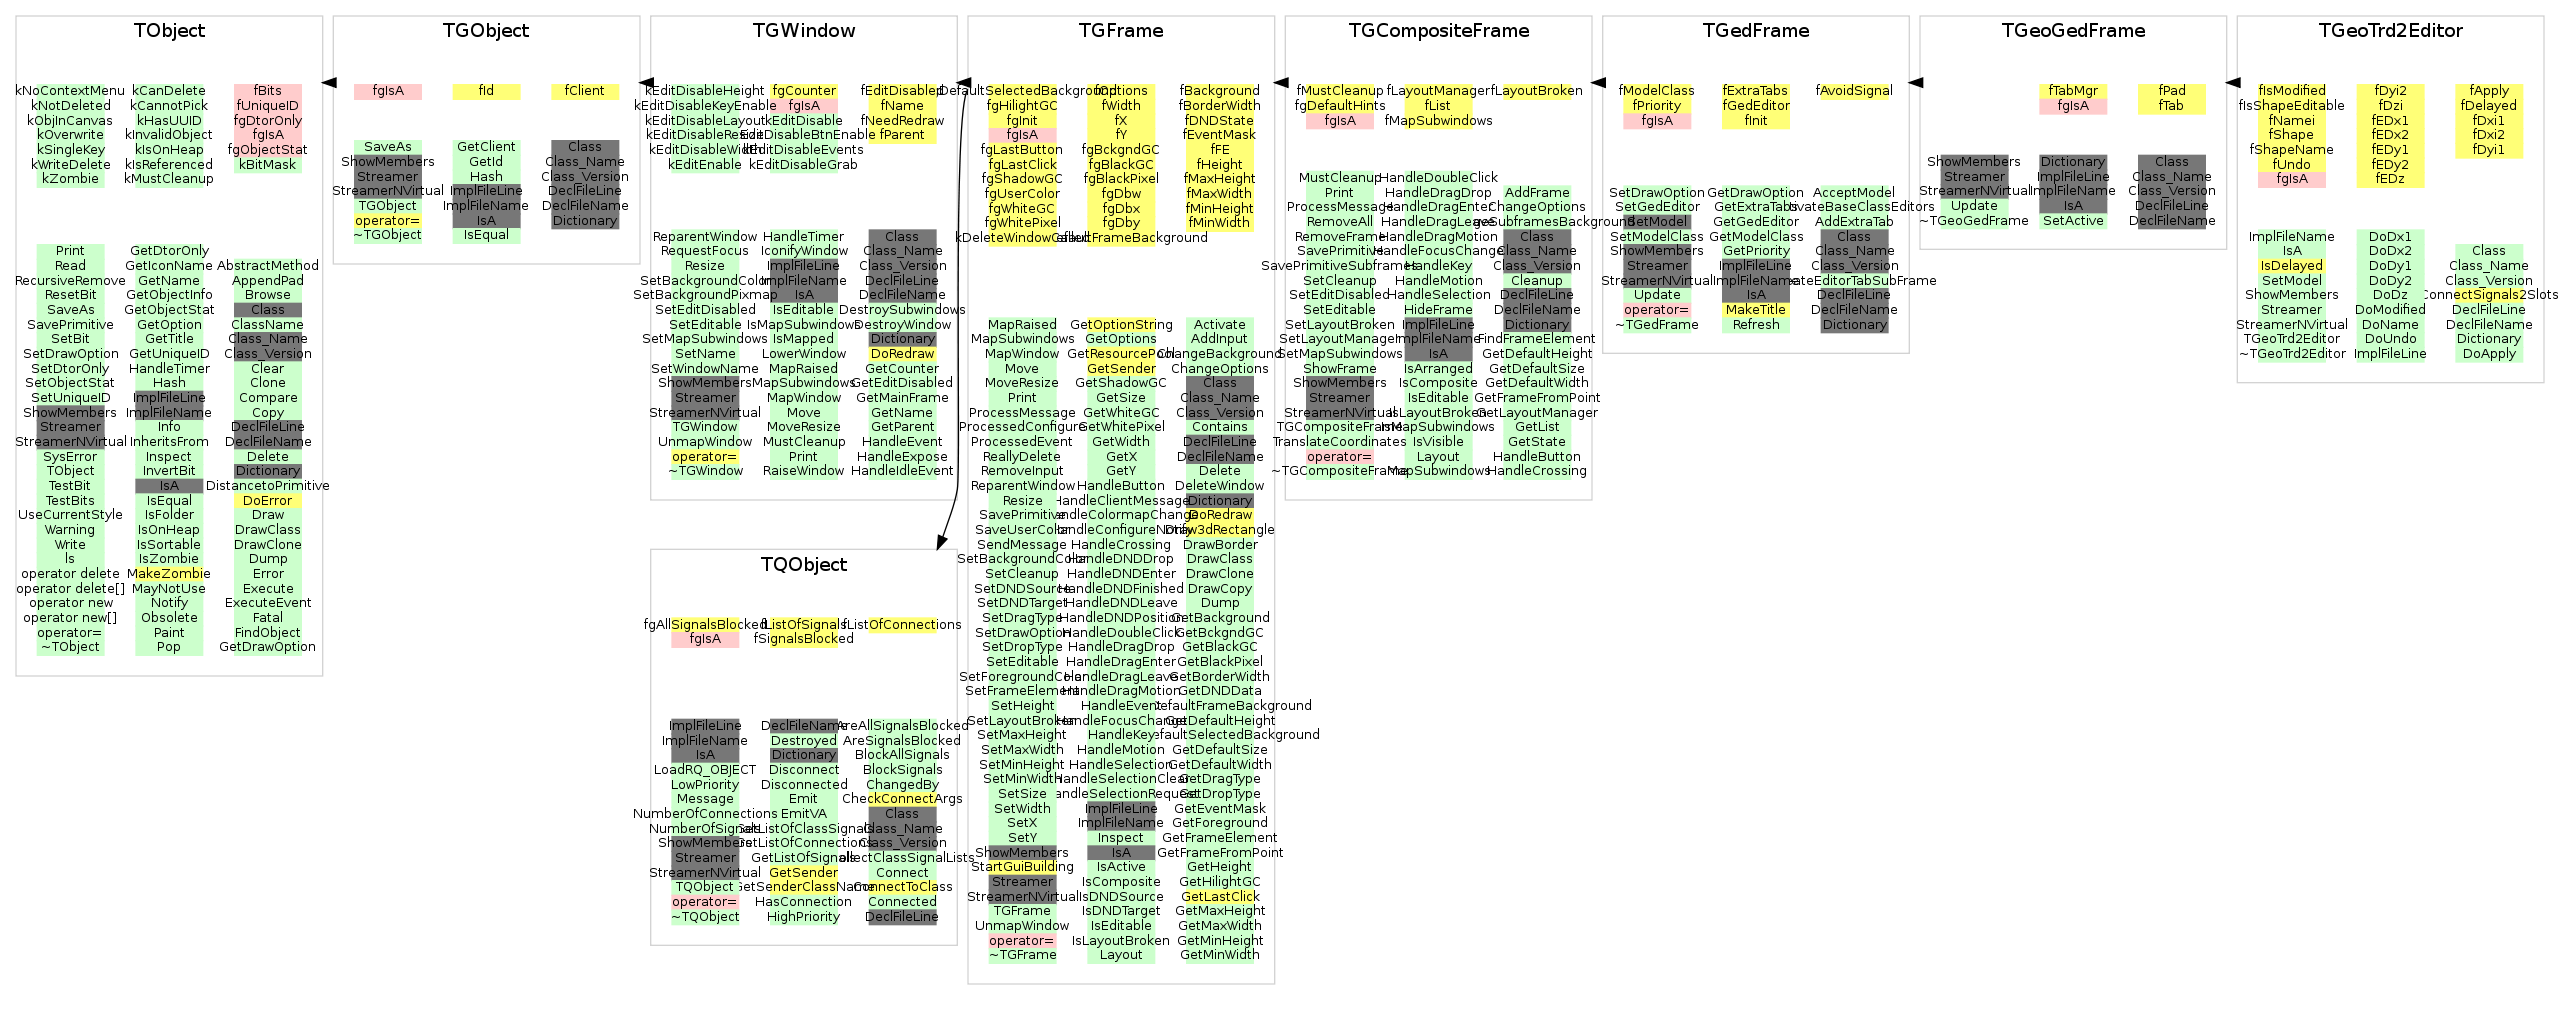 TObject
kNoContextMenu kCanDelete fBits
kNotDeleted kCannotPick fUniqueID
kObjInCanvas kHasUUID fgDtorOnly
kOverwrite kInvalidObject fgIsA
kSingleKey kIsOnHeap fgObjectStat
kWriteDelete kIsReferenced kBitMask
kZombie kMustCleanup
GetDtorOnly
Print GetIconName AbstractMethod
Read GetName AppendPad
RecursiveRemove GetObjectInfo Browse
ResetBit GetObjectStat Class
SaveAs GetOption ClassName
SavePrimitive GetTitle Class_Name
SetBit GetUniqueID Class_Version
SetDrawOption HandleTimer Clear
SetDtorOnly Hash Clone
SetObjectStat ImplFileLine Compare
SetUniqueID ImplFileName Copy
ShowMembers Info DeclFileLine
Streamer InheritsFrom DeclFileName
StreamerNVirtual Inspect Delete
SysError InvertBit Dictionary
TObject IsA DistancetoPrimitive
TestBit IsEqual DoError
TestBits IsFolder Draw
UseCurrentStyle IsOnHeap DrawClass
Warning IsSortable DrawClone
Write IsZombie Dump
ls MakeZombie Error
operator delete MayNotUse Execute
operator delete[] Notify ExecuteEvent
operator new Obsolete Fatal
operator new[] Paint FindObject
operator= Pop GetDrawOption
~TObject
TGObject
fgIsA fId fClient
SaveAs GetClient Class
ShowMembers GetId Class_Name
Streamer Hash Class_Version
StreamerNVirtual ImplFileLine DeclFileLine
TGObject ImplFileName DeclFileName
operator= IsA Dictionary
~TGObject IsEqual
TGWindow
kEditDisableHeight fgCounter fEditDisabled
kEditDisableKeyEnable fgIsA fName
kEditDisableLayout kEditDisable fNeedRedraw
kEditDisableResize kEditDisableBtnEnable fParent
kEditDisableWidth kEditDisableEvents
kEditEnable kEditDisableGrab
ReparentWindow HandleTimer Class
RequestFocus IconifyWindow Class_Name
Resize ImplFileLine Class_Version
SetBackgroundColor ImplFileName DeclFileLine
SetBackgroundPixmap IsA DeclFileName
SetEditDisabled IsEditable DestroySubwindows
SetEditable IsMapSubwindows DestroyWindow
SetMapSubwindows IsMapped Dictionary
SetName LowerWindow DoRedraw
SetWindowName MapRaised GetCounter
ShowMembers MapSubwindows GetEditDisabled
Streamer MapWindow GetMainFrame
StreamerNVirtual Move GetName
TGWindow MoveResize GetParent
UnmapWindow MustCleanup HandleEvent
operator= Print HandleExpose
~TGWindow RaiseWindow HandleIdleEvent
TQObject
fgAllSignalsBlocked fListOfSignals fListOfConnections
fgIsA fSignalsBlocked
ImplFileLine DeclFileName AreAllSignalsBlocked
ImplFileName Destroyed AreSignalsBlocked
IsA Dictionary BlockAllSignals
LoadRQ_OBJECT Disconnect BlockSignals
LowPriority Disconnected ChangedBy
Message Emit CheckConnectArgs
NumberOfConnections EmitVA Class
NumberOfSignals GetListOfClassSignals Class_Name
ShowMembers GetListOfConnections Class_Version
Streamer GetListOfSignals ollectClassSignalLists
StreamerNVirtual GetSender Connect
TQObject GetSenderClassName ConnectToClass
operator= HasConnection Connected
~TQObject HighPriority DeclFileLine
TGFrame
fOptions fBackground
fgHilightGC fWidth fBorderWidth
fgInit fX fDNDState
fgIsA fY fEventMask
fgLastButton fgBckgndGC fFE
fgLastClick fgBlackGC fHeight
fgShadowGC fgBlackPixel fMaxHeight
fgUserColor fgDbw fMaxWidth
fgWhiteGC fgDbx fMinHeight
fgWhitePixel fgDby fMinWidth
MapRaised GetOptionString Activate
MapSubwindows GetOptions AddInput
MapWindow GetResourcePool ChangeBackground
Move GetSender ChangeOptions
MoveResize GetShadowGC Class
Print GetSize Class_Name
ProcessMessage GetWhiteGC Class_Version
ProcessedConfigure GetWhitePixel Contains
ProcessedEvent GetWidth DeclFileLine
ReallyDelete GetX DeclFileName
RemoveInput GetY Delete
ReparentWindow HandleButton DeleteWindow
Resize HandleClientMessage Dictionary
SavePrimitive andleColormapChange DoRedraw
SaveUserColor andleConfigureNotify Draw3dRectangle
SendMessage HandleCrossing DrawBorder
SetBackgroundColor HandleDNDDrop DrawClass
SetCleanup HandleDNDEnter DrawClone
SetDNDSource HandleDNDFinished DrawCopy
SetDNDTarget HandleDNDLeave Dump
SetDragType HandleDNDPosition GetBackground
SetDrawOption HandleDoubleClick GetBckgndGC
SetDropType HandleDragDrop GetBlackGC
SetEditable HandleDragEnter GetBlackPixel
SetForegroundColor HandleDragLeave GetBorderWidth
SetFrameElement HandleDragMotion GetDNDData
SetHeight HandleEvent efaultFrameBackground
SetLayoutBroken HandleFocusChange GetDefaultHeight
SetMaxHeight HandleKey efaultSelectedBackground
SetMaxWidth HandleMotion GetDefaultSize
SetMinHeight HandleSelection GetDefaultWidth
SetMinWidth HandleSelectionClear GetDragType
SetSize andleSelectionRequest GetDropType
SetWidth ImplFileLine GetEventMask
SetX ImplFileName GetForeground
SetY Inspect GetFrameElement
ShowMembers IsA GetFrameFromPoint
StartGuiBuilding IsActive GetHeight
Streamer IsComposite GetHilightGC
StreamerNVirtual IsDNDSource GetLastClick
TGFrame IsDNDTarget GetMaxHeight
UnmapWindow IsEditable GetMaxWidth
operator= IsLayoutBroken GetMinHeight
~TGFrame Layout GetMinWidth
TGCompositeFrame
fMustCleanup fLayoutManager fLayoutBroken
fgDefaultHints fList
fgIsA fMapSubwindows
MustCleanup HandleDoubleClick
Print HandleDragDrop AddFrame
ProcessMessage HandleDragEnter ChangeOptions
RemoveAll HandleDragLeave eSubframesBackground
RemoveFrame HandleDragMotion Class
SavePrimitive HandleFocusChange Class_Name
SavePrimitiveSubframes HandleKey Class_Version
SetCleanup HandleMotion Cleanup
SetEditDisabled HandleSelection DeclFileLine
SetEditable HideFrame DeclFileName
SetLayoutBroken ImplFileLine Dictionary
SetLayoutManager ImplFileName FindFrameElement
SetMapSubwindows IsA GetDefaultHeight
ShowFrame IsArranged GetDefaultSize
ShowMembers IsComposite GetDefaultWidth
Streamer IsEditable GetFrameFromPoint
StreamerNVirtual IsLayoutBroken GetLayoutManager
TGCompositeFrame IsMapSubwindows GetList
TranslateCoordinates IsVisible GetState
operator= Layout HandleButton
~TGCompositeFrame MapSubwindows HandleCrossing
TGedFrame
fModelClass fExtraTabs fAvoidSignal
fPriority fGedEditor
fgIsA fInit
SetDrawOption GetDrawOption AcceptModel
SetGedEditor GetExtraTabs ctivateBaseClassEditors
SetModel GetGedEditor AddExtraTab
SetModelClass GetModelClass Class
ShowMembers GetPriority Class_Name
Streamer ImplFileLine Class_Version
StreamerNVirtual ImplFileName eateEditorTabSubFrame
Update IsA DeclFileLine
operator= MakeTitle DeclFileName
~TGedFrame Refresh Dictionary
TGeoGedFrame
fTabMgr fPad
fgIsA fTab
ShowMembers Dictionary Class
Streamer ImplFileLine Class_Name
StreamerNVirtual ImplFileName Class_Version
Update IsA DeclFileLine
~TGeoGedFrame SetActive DeclFileName
TGeoTrd2Editor
fIsModified fDyi2 fApply
fIsShapeEditable fDzi fDelayed
fNamei fEDx1 fDxi1
fShape fEDx2 fDxi2
fShapeName fEDy1 fDyi1
fUndo fEDy2
fgIsA fEDz
ImplFileName DoDx1
IsA DoDx2 Class
IsDelayed DoDy1 Class_Name
SetModel DoDy2 Class_Version
ShowMembers DoDz ConnectSignals2Slots
Streamer DoModified DeclFileLine
StreamerNVirtual DoName DeclFileName
TGeoTrd2Editor DoUndo Dictionary
~TGeoTrd2Editor ImplFileLine DoApply